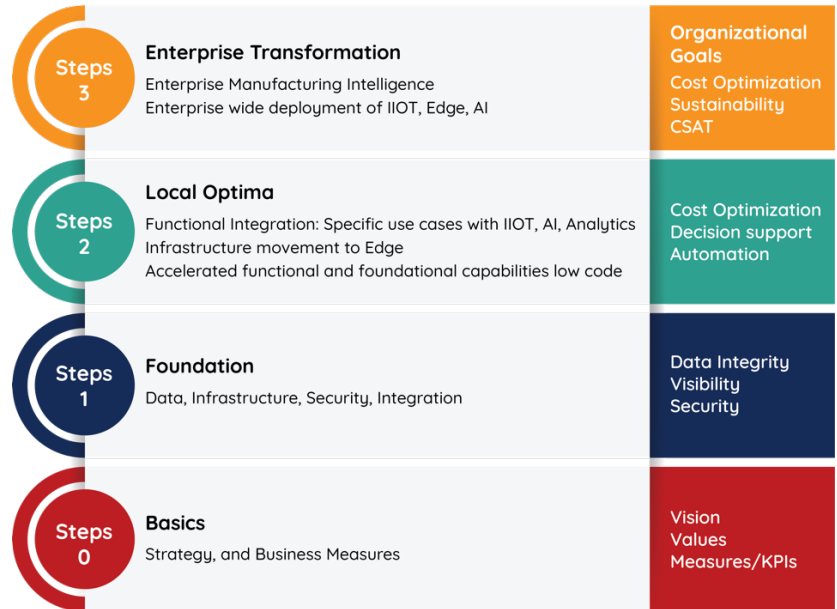 Steps
3
Enterprise Transformation
Enterprise Manufacturing Intelligence
Enterprise wide deployment of IIOT, Edge, AI
Organizational
Goals
Cost Optimization
Sustainability
CSAT
Steps
2
Local Optima
Functional Integration: Specific use cases with IIOT, AI, Analytics
Infrastructure movement to Edge
Accelerated functional and foundational capabilities low code
Cost Optimization
Decision support
Automation
Steps
1
Foundation
Data, Infrastructure, Security, Integration
Data Integrity
Visibility
Security
Steps
0
Basics
Strategy, and Business Measures
Vision
Values
Measures/KPIs